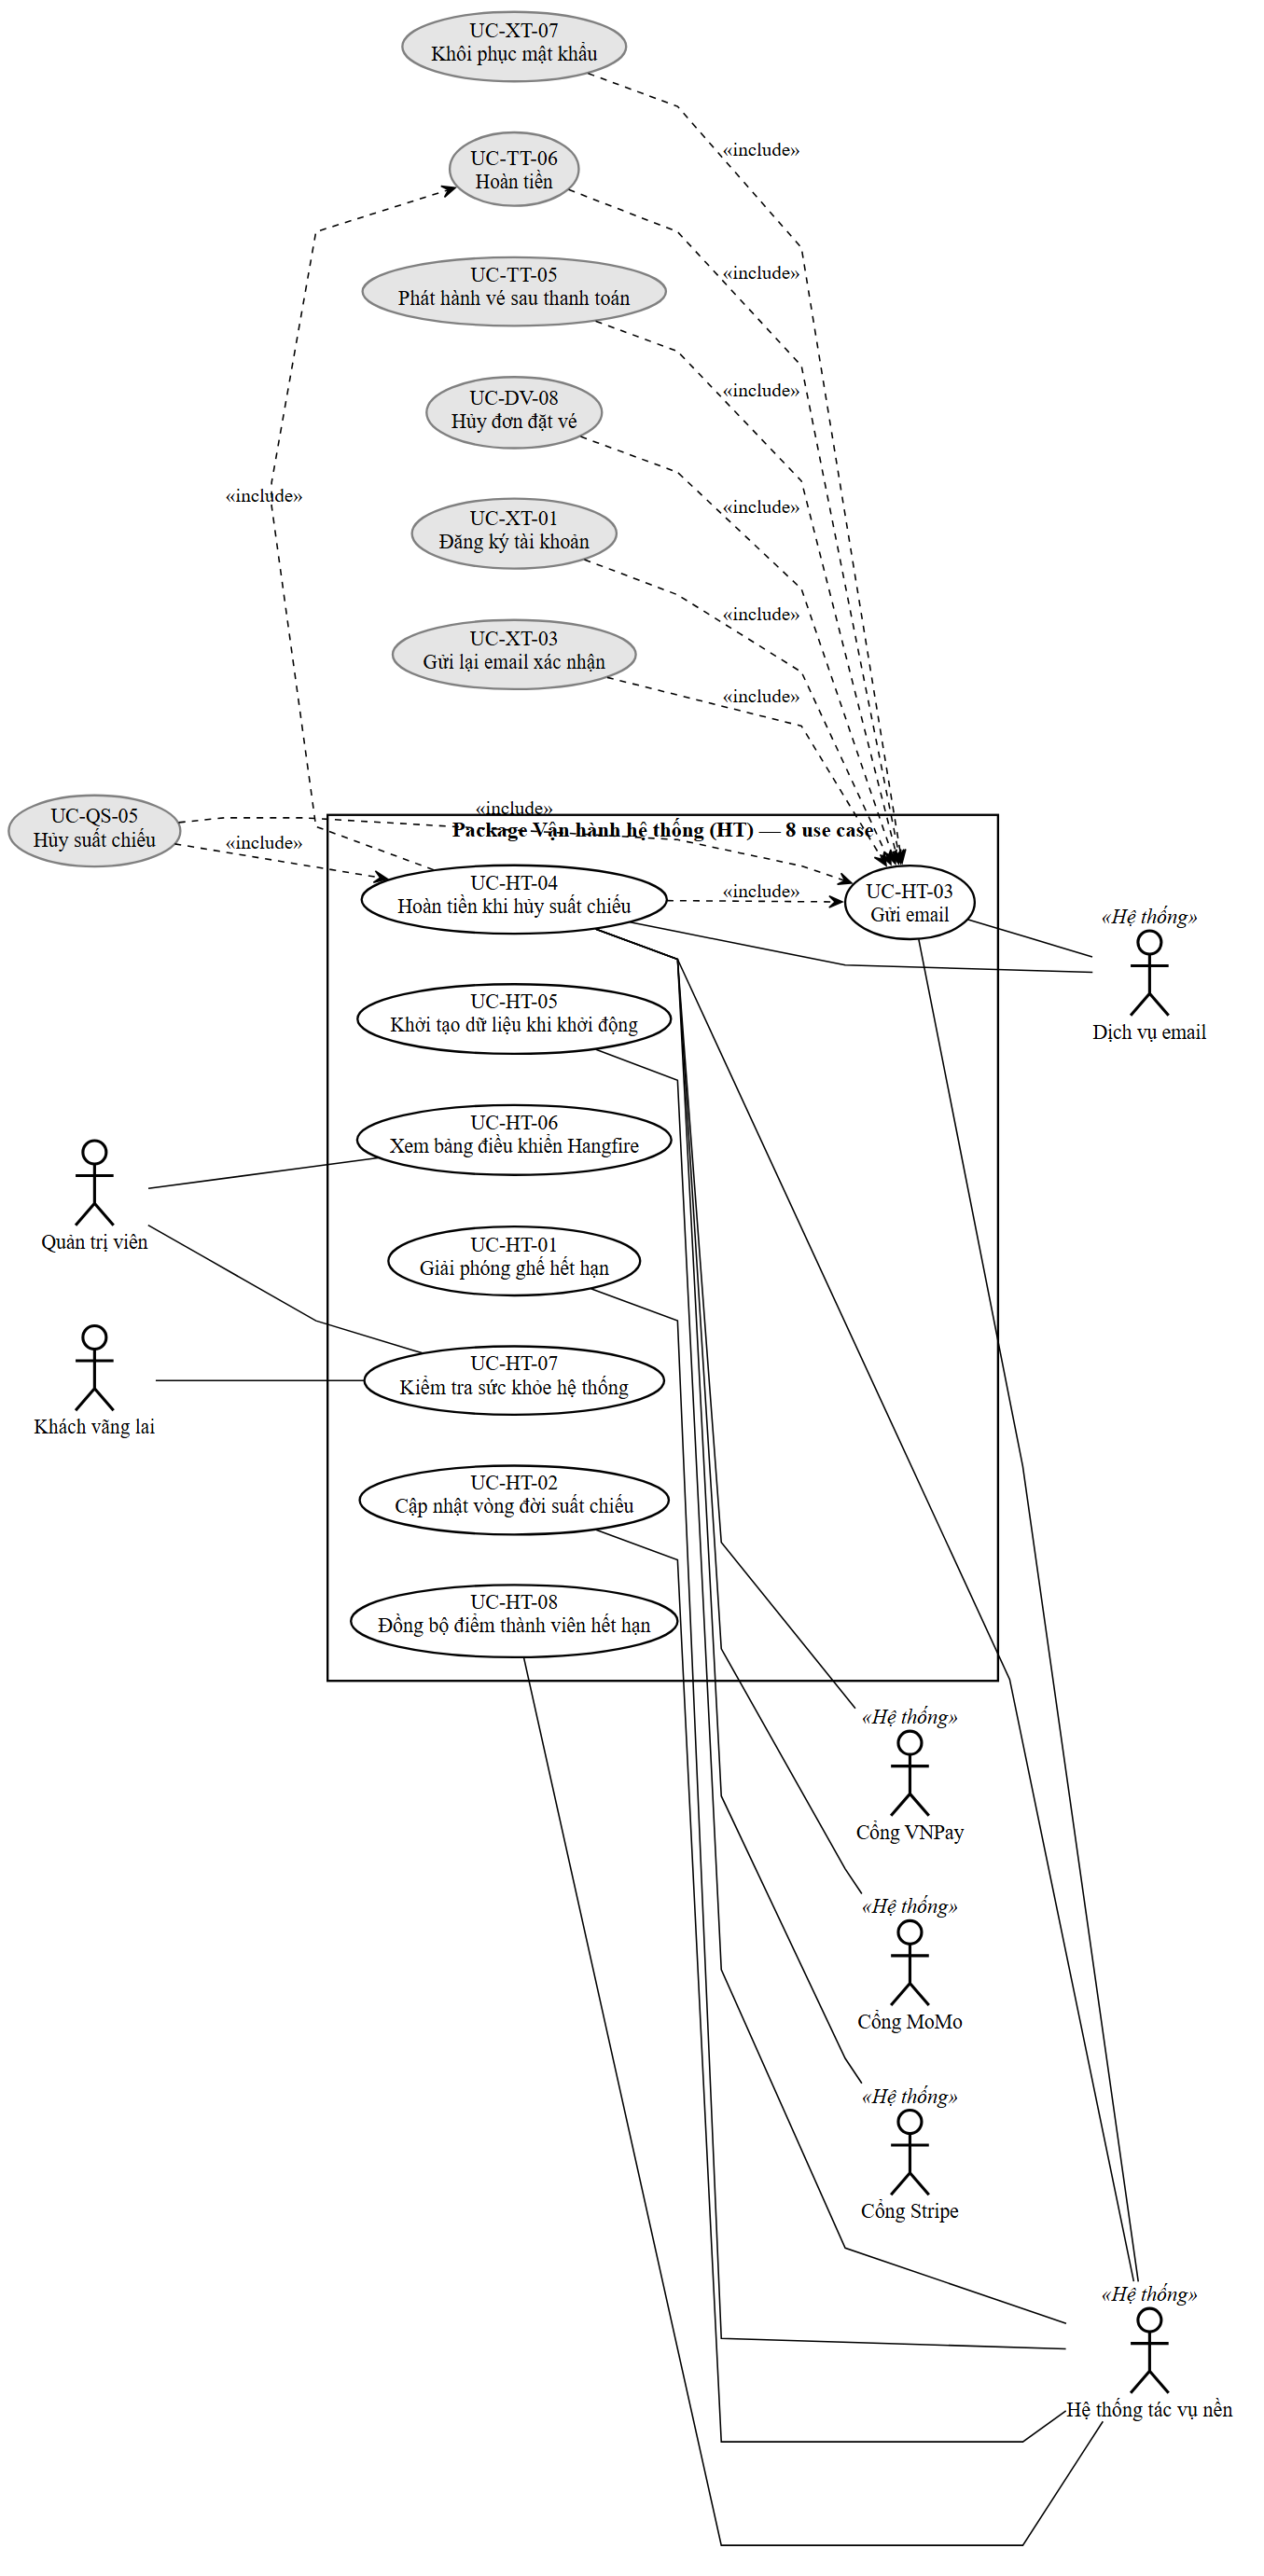 UC-XT-07
Khôi phục mật khẩu
«include»
UC-TT-06
Hoàn tiền
«include»
UC-TT-05
Phát hành vé sau thanh toán
«include»
UC-DV-08
Hủy đơn đặt vé
«include»
«include»
UC-XT-01
Đăng ký tài khoản
«include»
UC-XT-03
Gửi lại email xác nhận
«include»
UC-QS-05
Hủy suất chiếu
«include»
«include»
Package Vận hành hệ thống (HT) — 8 use case
UC-HT-04
Hoàn tiền khi hủy suất chiếu
«include»
UC-HT-03
Gửi email
«Hệ thống»
Dịch vụ email
UC-HT-05
Khởi tạo dữ liệu khi khởi động
UC-HT-06
Xem bảng điều khiển Hangfire
Quản trị viên
UC-HT-01
Giải phóng ghế hết hạn
UC-HT-07
Kiểm tra sức khỏe hệ thống
Khách vãng lai
UC-HT-02
Cập nhật vòng đời suất chiếu
UC-HT-08
Đồng bộ điểm thành viên hết hạn
«Hệ thống»
Cổng VNPay
«Hệ thống»
Cổng MoMo
«Hệ thống»
Cổng Stripe
«Hệ thống»
Hệ thống tác vụ nền